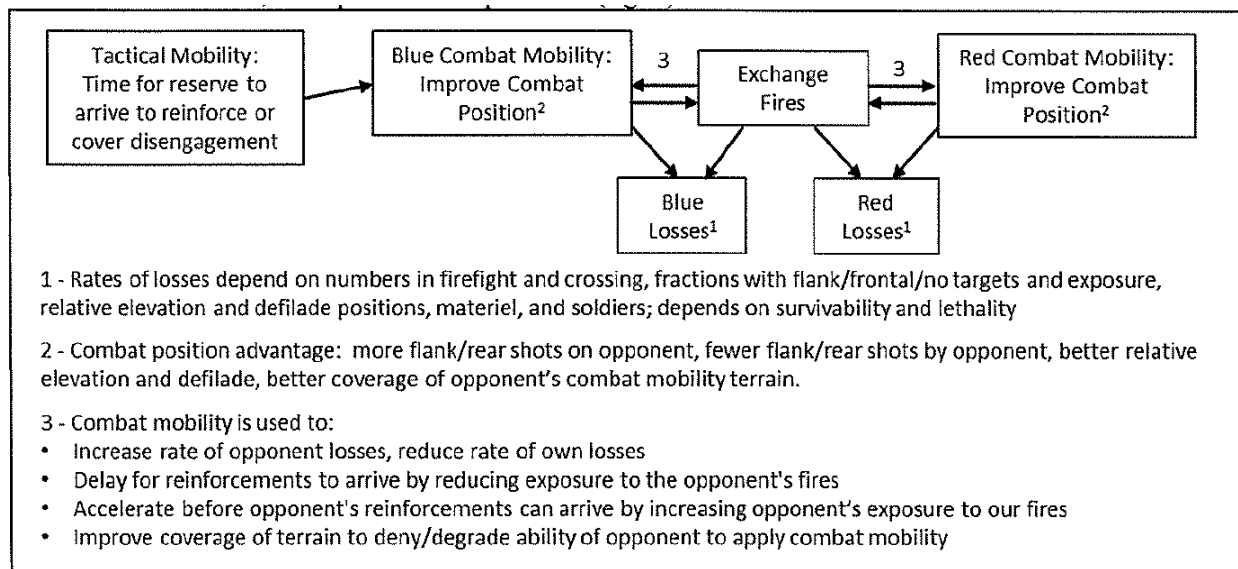 Tactical Mobility:
Time for reserve to
arrive to reinforce or
cover disengagement
Blue Combat Mobility:
Improve Combat
Position²
3
Exchange
Fires
3
Red Combat Mobility:
Improve Combat
Position²
Blue
Losses¹
Red
Losses¹
1 - Rates of losses depend on numbers in firefight and crossing, fractions with flank/frontal/no targets and exposure,
relative elevation and defilade positions, materiel, and soldiers; depends on survivability and lethality
2 - Combat position advantage: more flank/rear shots on opponent, fewer flank/rear shots by opponent, better relative
elevation and defilade, better coverage of opponent's combat mobility terrain.
3 - Combat mobility is used to:
• Increase rate of opponent losses, reduce rate of own losses
• Delay for reinforcements to arrive by reducing exposure to the opponent's fires
• Accelerate before opponent's reinforcements can arrive by increasing opponent's exposure to our fires
• Improve coverage of terrain to deny/degrade ability of opponent to apply combat mobility